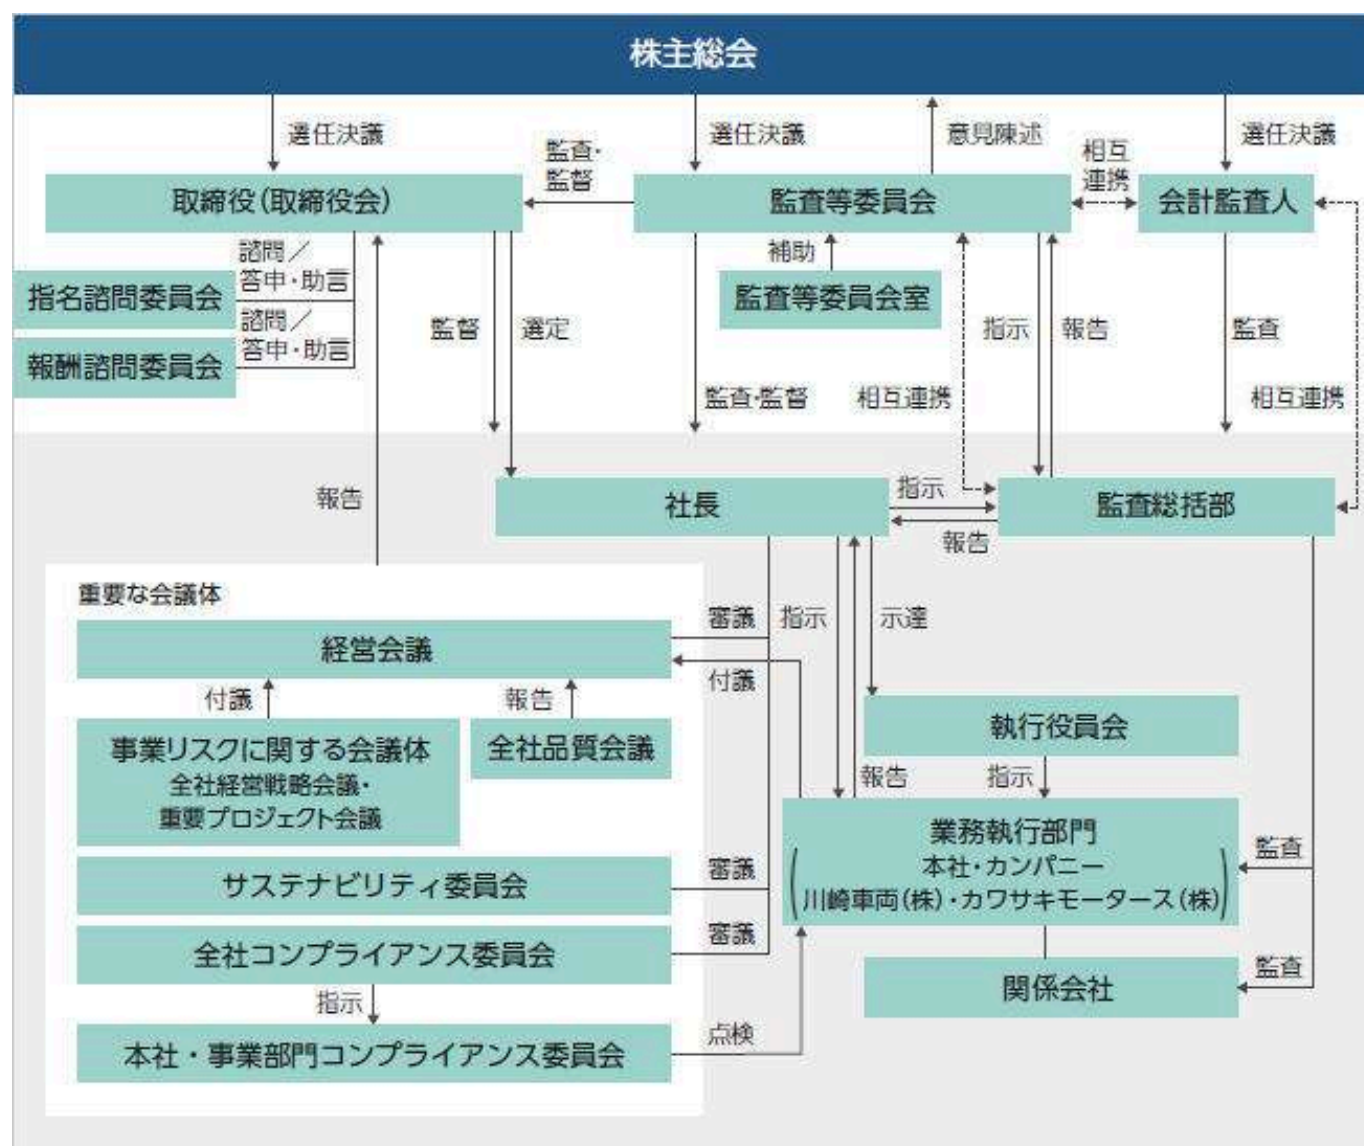 株主総会
選任決議
選任決議
意見陳述
選任決議
監査・
監督
相互
連携
取締役(取締役会)
監査等委員会
会計監査人
諮問／
答申・助言
補助
指名諮問委員会
監査等委員会室
諮問／
答申・助言
監督
選定
指示
報告
監査
報酬諮問委員会
監査・監督
相互連携
相互連携
報告
社長
指示
監査総括部
報告
重要な会議体
審議
指示
示達
経営会議
付議
付議
報告
執行役員会
事業リスクに関する会議体
全社経営戦略会議・
重要プロジェクト会議
全社品質会議
報告
指示
業務執行部門
本社・カンパニー
川崎車両(株)・カワサキモータース(株)
監査
サステナビリティ委員会
審議
全社コンプライアンス委員会
審議
監査
関係会社
指示
本社・事業部門コンプライアンス委員会
点検